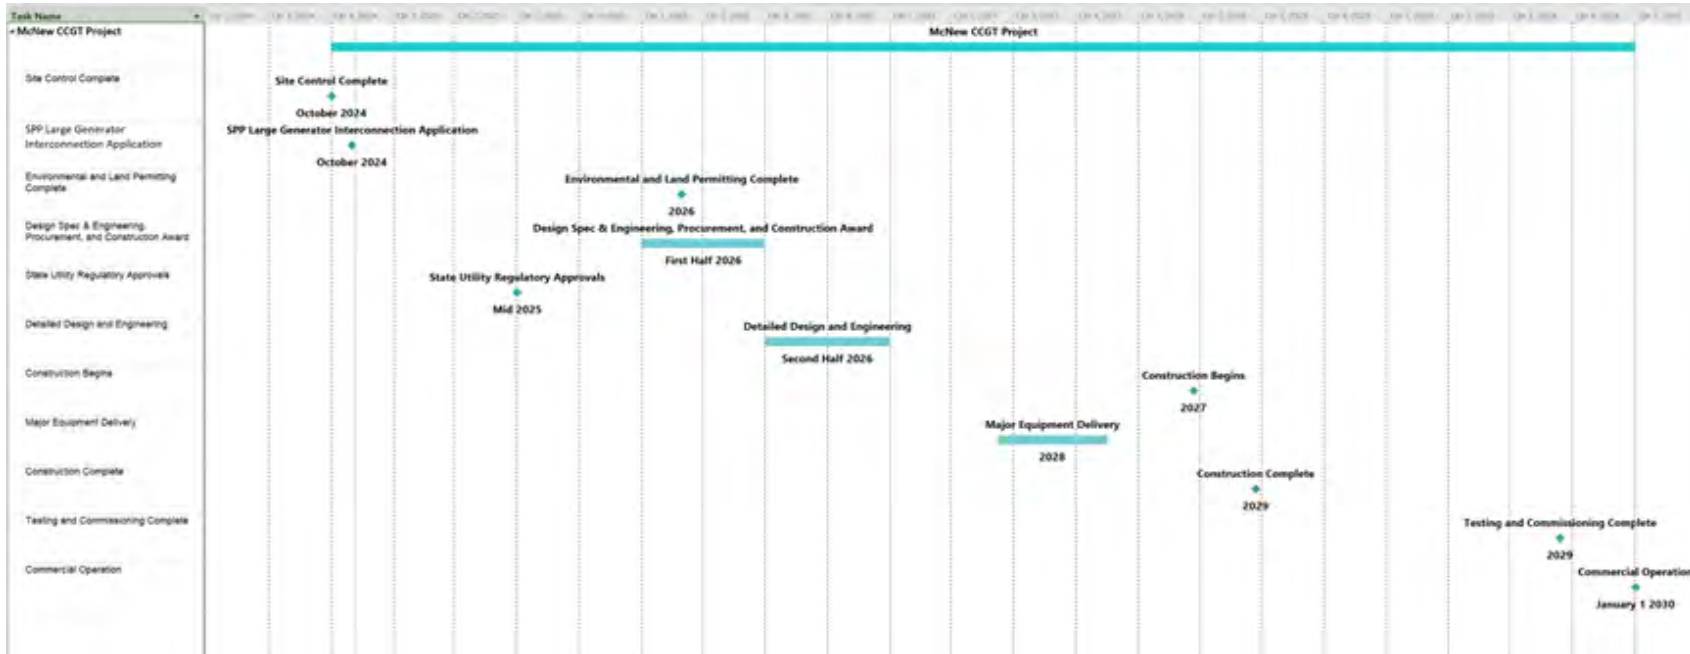 Task Name
McNew CCGT Project
McNew CCGT Project
Site Control Complete
Site Control Complete
October 2024
SPP Large Generator
Interconnection Application
SPP Large Generator Interconnection Application
October 2024
Environmental and Land Permitting
Complete
Environmental and Land Permitting Complete
2026
Design Spec & Engineering,
Procurement, and Construction Award
Design Spec & Engineering, Procurement, and Construction Award
First Half 2026
State Utility Regulatory Approvals
State Utility Regulatory Approvals
Mid 2025
Detailed Design and Engineering
Detailed Design and Engineering
Second Half 2026
Construction Begins
Construction Begins
2027
Major Equipment Delivery
Major Equipment Delivery
2028
Construction Complete
Construction Complete
2029
Testing and Commissioning Complete
Testing and Commissioning Complete
2029
Commercial Operation
Commercial Operation
January 1 2030